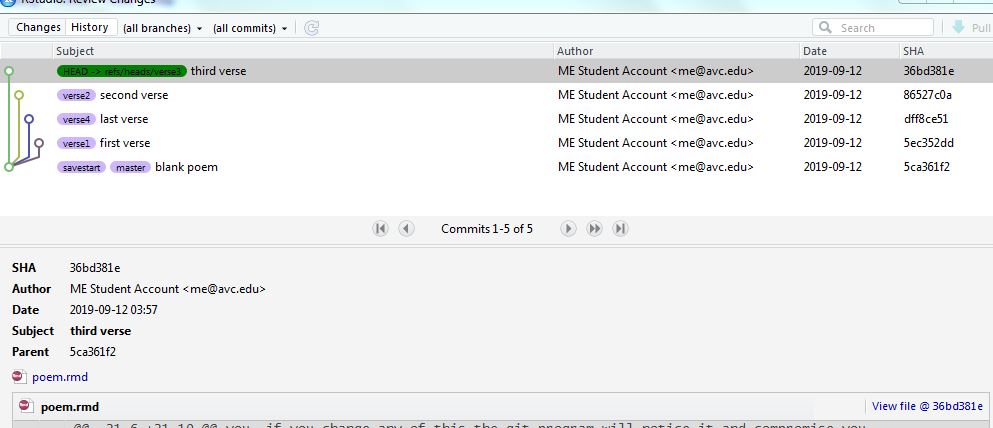 RStudio: Review Changes
Changes History (all branches) (all commits) Search Pull
Subject Author Date SHA
HEAD -> refs/heads/verse3 third verse ME Student Account <me@avc.edu> 2019-09-12 36bd381e
verse2 second verse ME Student Account <me@avc.edu> 2019-09-12 86527c0a
verse4 last verse ME Student Account <me@avc.edu> 2019-09-12 dff8ce51
verse1 first verse ME Student Account <me@avc.edu> 2019-09-12 5ec352dd
savestart master blank poem ME Student Account <me@avc.edu> 2019-09-12 5ca361f2
Commits 1-5 of 5
SHA 36bd381e
Author ME Student Account <me@avc.edu>
Date 2019-09-12 03:57
Subject third verse
Parent 5ca361f2
poem.rmd
poem.rmd View file @ 36bd381e
@@ -31,6 +31,10 @@ you, if you change any of this the git program will notice it and compromise you